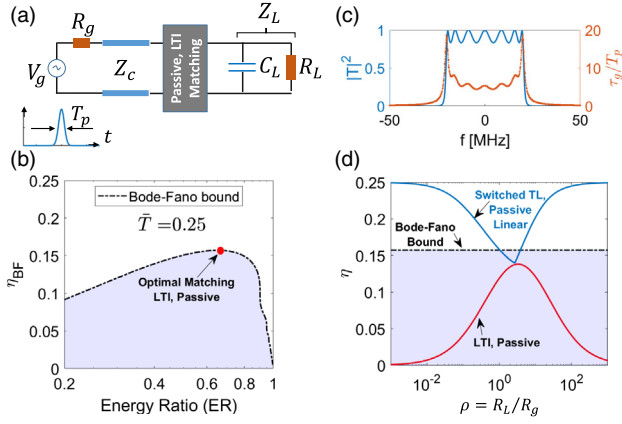 (a)
R_g
V_g
Z_c
Passive, LTI
Matching
Z_L
C_L
R_L
T_p
t
(b)
Bode-Fano bound
T̄ =0.25
Optimal Matching
LTI, Passive
η_BF
0.25
0.2
0.15
0.1
0.05
0
0.2 0.4 0.6 0.8 1
Energy Ratio (ER)
(c)
|T|²
1
0.5
0
20
10
0
τ_g/T_p
-50 0 50
f [MHz]
(d)
η
0.25
0.2
0.15
0.1
0.05
0
Switched TL,
Passive
Linear
Bode-Fano
Bound
LTI, Passive
10⁻² 10⁰ 10²
ρ = R_L/R_g